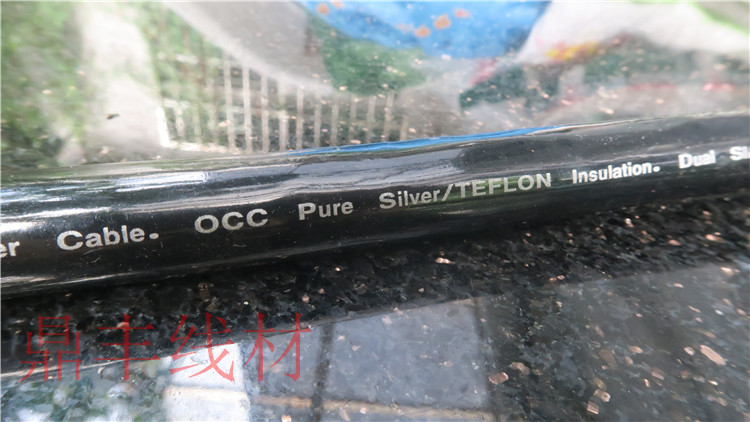 er Cable. OCC Pure Silver/TEFLON Insulation. Dual S
鼎丰线材